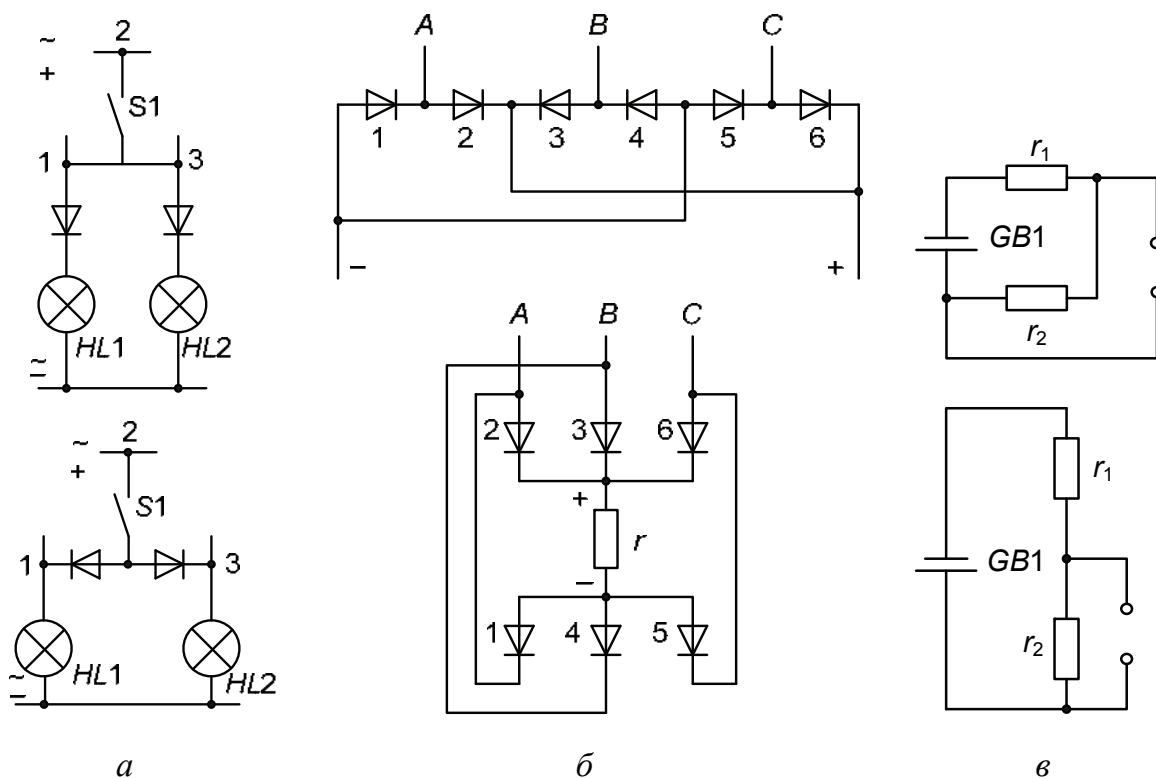 ~ 2
+
S1
1 3
HL1 HL2
~
–
~ 2
+
S1
1 3
HL1 HL2
~
–
а
A B C
1 2 3 4 5 6
– +
A B C
2 3 6
+
r
–
1 4 5
б
r1
GB1
r2
GB1
r1
r2
в